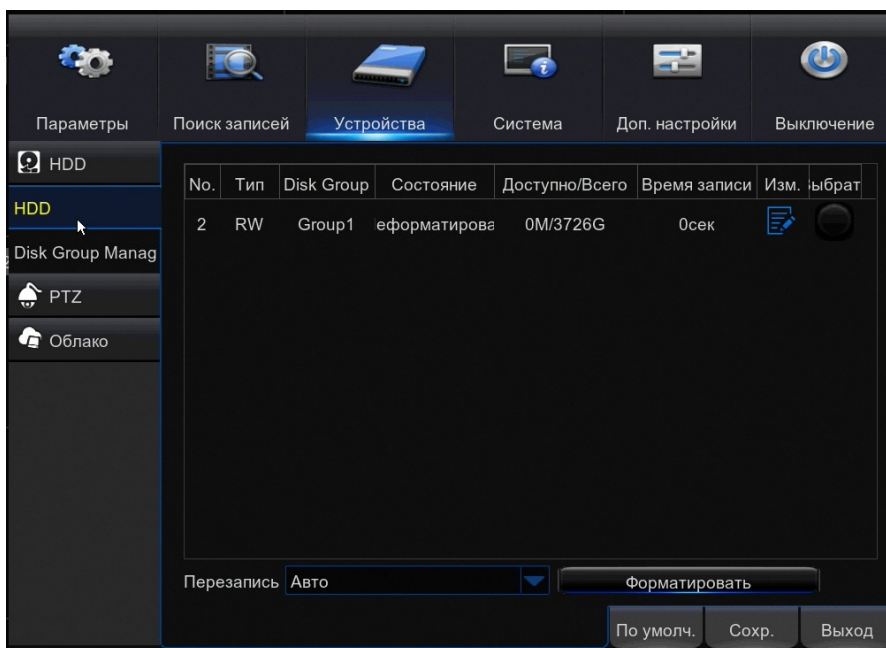 Параметры Поиск записей Устройства Система Доп. настройки Выключение
HDD
HDD
Disk Group Manag
PTZ
Облако
No. Тип Disk Group Состояние Доступно/Всего Время записи Изм. ыбрат
2 RW Group1 еформатирова 0M/3726G 0сек
Перезапись Авто Форматировать
По умолч. Сохр. Выход